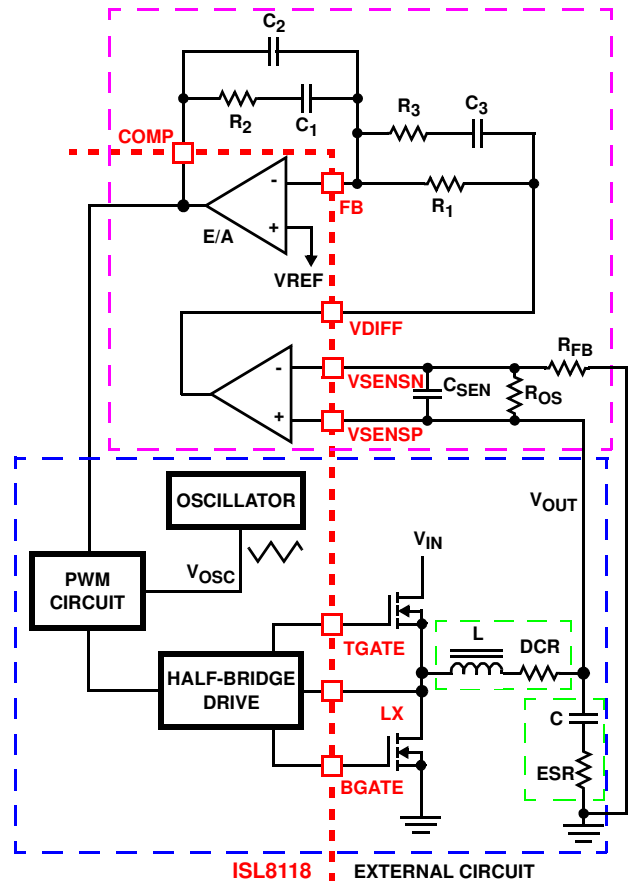 C2
R2
C1
R3
C3
COMP
-
FB
R1
+
E/A
VREF
VDIFF
RFB
-
VSENSN
CSEN
ROS
+
VSENSP
OSCILLATOR
VOUT
VIN
PWM
CIRCUIT
VOSC
L
DCR
TGATE
HALF-BRIDGE
DRIVE
LX
C
ESR
BGATE
ISL8118
EXTERNAL CIRCUIT